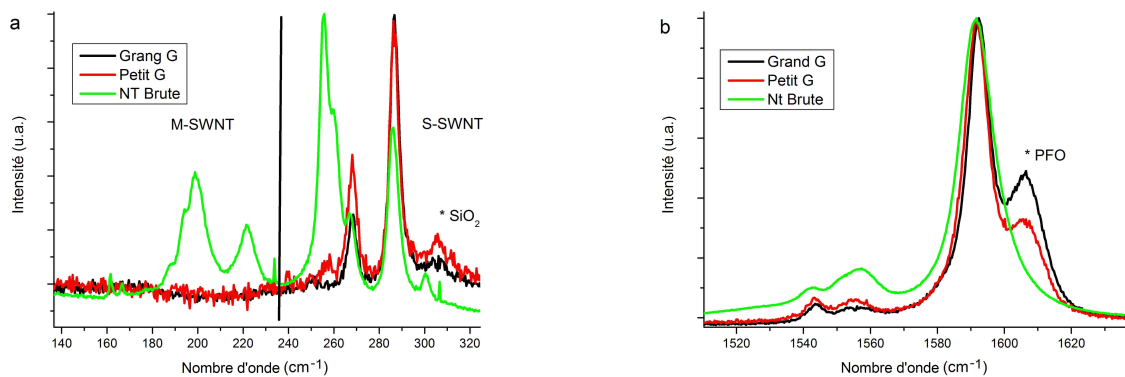 a
Grang G
Petit G
NT Brute
M-SWNT
S-SWNT
* SiO₂
Intensité (u.a.)
140 160 180 200 220 240 260 280 300 320
Nombre d'onde (cm⁻¹)
b
Grand G
Petit G
Nt Brute
* PFO
Intensité (u.a.)
1520 1540 1560 1580 1600 1620
Nombre d'onde (cm⁻¹)